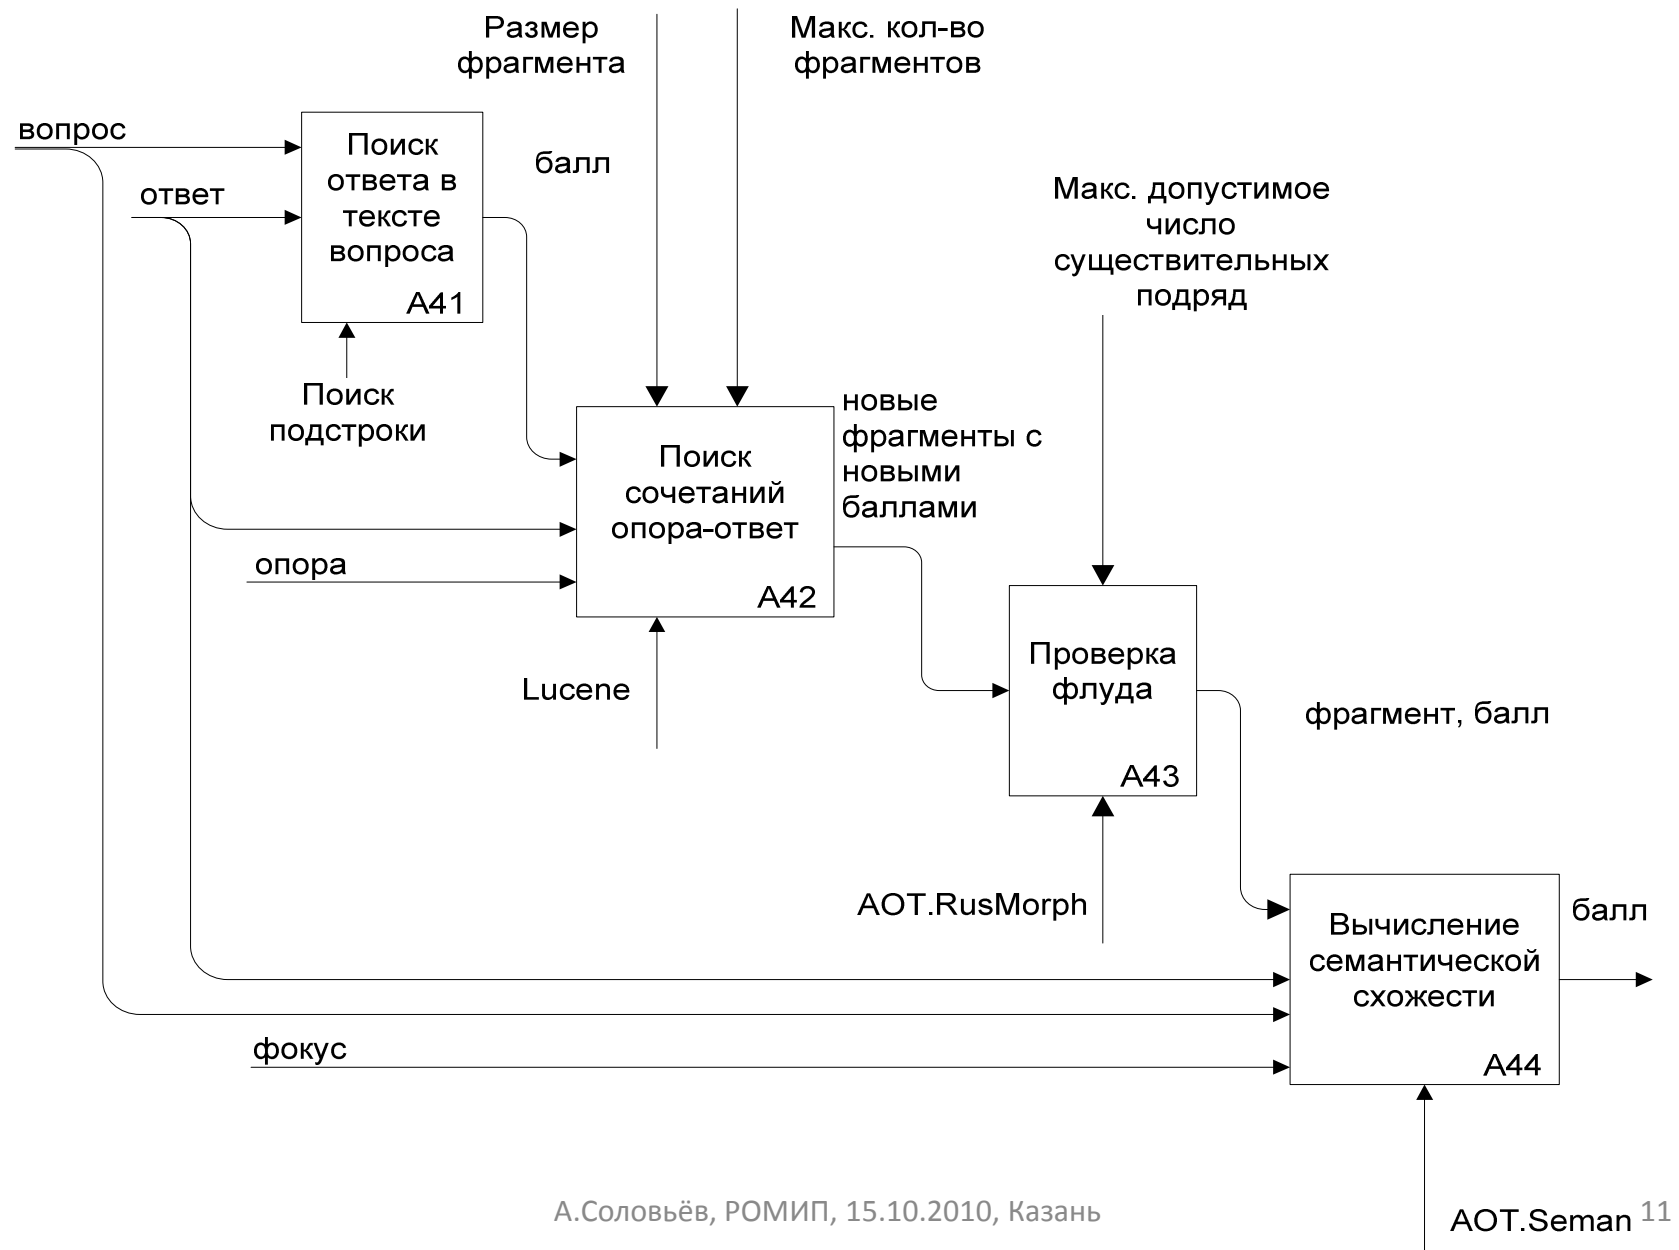 Размер
фрагмента
Макс. кол-во
фрагментов
вопрос
ответ
Поиск
ответа в
тексте
вопроса
A41
балл
Поиск
подстроки
Макс. допустимое
число
существительных
подряд
новые
фрагменты с
новыми
баллами
Поиск
сочетаний
опора-ответ
A42
опора
Lucene
Проверка
флуда
A43
фрагмент, балл
AOT.RusMorph
Вычисление
семантической
схожести
A44
балл
фокус
AOT.Seman
А.Соловьёв, РОМИП, 15.10.2010, Казань
11